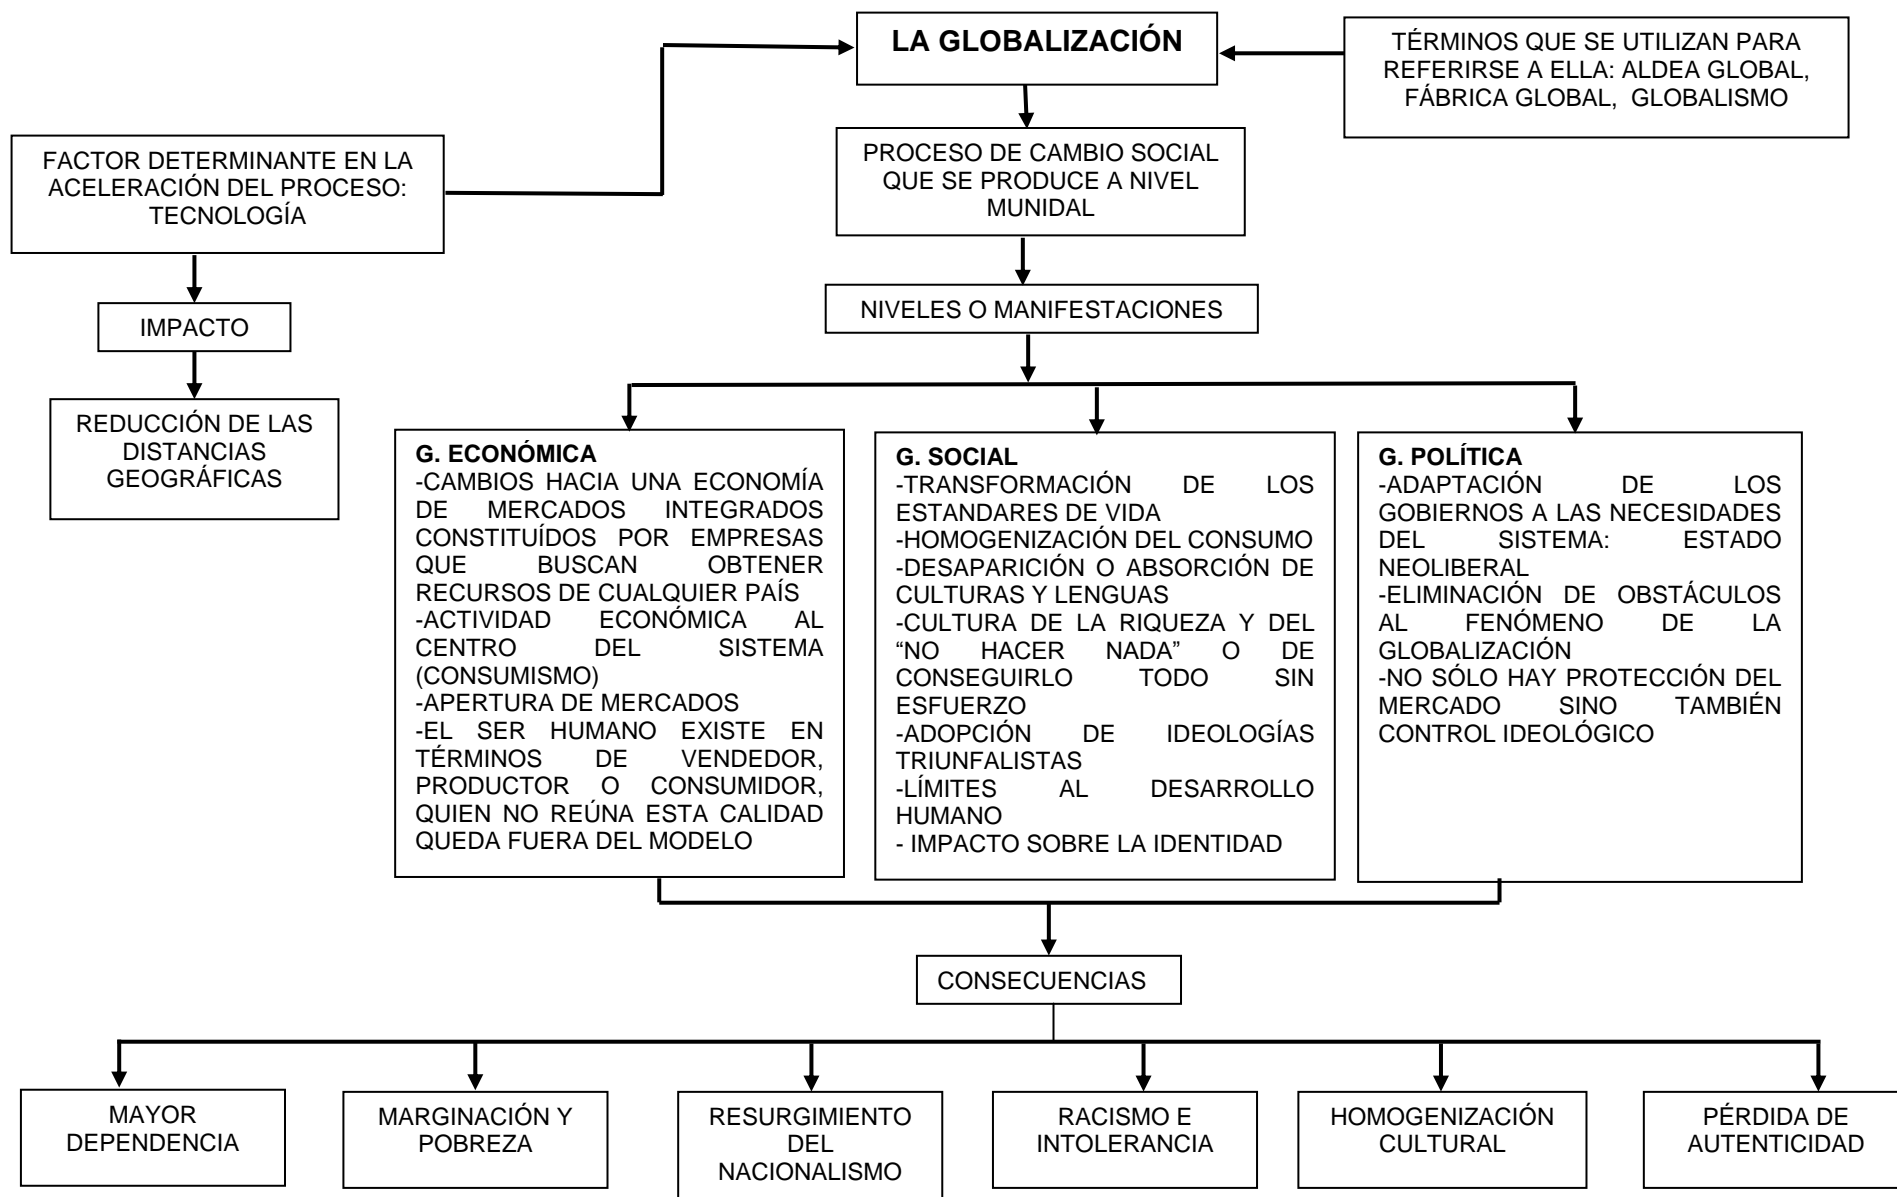 LA GLOBALIZACIÓN
TÉRMINOS QUE SE UTILIZAN PARA
REFERIRSE A ELLA: ALDEA GLOBAL,
FÁBRICA GLOBAL, GLOBALISMO
FACTOR DETERMINANTE EN LA
ACELERACIÓN DEL PROCESO:
TECNOLOGÍA
PROCESO DE CAMBIO SOCIAL
QUE SE PRODUCE A NIVEL
MUNIDAL
IMPACTO
NIVELES O MANIFESTACIONES
REDUCCIÓN DE LAS
DISTANCIAS
GEOGRÁFICAS
G. ECONÓMICA
-CAMBIOS HACIA UNA ECONOMÍA
DE MERCADOS INTEGRADOS
CONSTITUÍDOS POR EMPRESAS
QUE BUSCAN OBTENER
RECURSOS DE CUALQUIER PAÍS
-ACTIVIDAD ECONÓMICA AL
CENTRO DEL SISTEMA
(CONSUMISMO)
-APERTURA DE MERCADOS
-EL SER HUMANO EXISTE EN
TÉRMINOS DE VENDEDOR,
PRODUCTOR O CONSUMIDOR,
QUIEN NO REÚNA ESTA CALIDAD
QUEDA FUERA DEL MODELO
G. SOCIAL
-TRANSFORMACIÓN DE LOS
ESTANDARES DE VIDA
-HOMOGENIZACIÓN DEL CONSUMO
-DESAPARICIÓN O ABSORCIÓN DE
CULTURAS Y LENGUAS
-CULTURA DE LA RIQUEZA Y DEL
“NO HACER NADA” O DE
CONSEGUIRLO TODO SIN
ESFUERZO
-ADOPCIÓN DE IDEOLOGÍAS
TRIUNFALISTAS
-LÍMITES AL DESARROLLO
HUMANO
- IMPACTO SOBRE LA IDENTIDAD
G. POLÍTICA
-ADAPTACIÓN DE LOS
GOBIERNOS A LAS NECESIDADES
DEL SISTEMA: ESTADO
NEOLIBERAL
-ELIMINACIÓN DE OBSTÁCULOS
AL FENÓMENO DE LA
GLOBALIZACIÓN
-NO SÓLO HAY PROTECCIÓN DEL
MERCADO SINO TAMBIÉN
CONTROL IDEOLÓGICO
CONSECUENCIAS
MAYOR
DEPENDENCIA
MARGINACIÓN Y
POBREZA
RESURGIMIENTO
DEL
NACIONALISMO
RACISMO E
INTOLERANCIA
HOMOGENIZACIÓN
CULTURAL
PÉRDIDA DE
AUTENTICIDAD